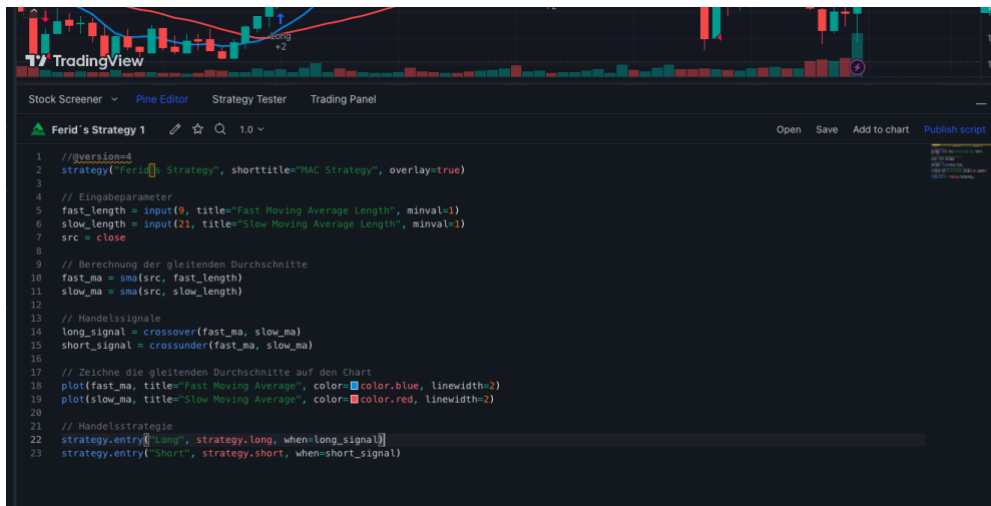 Long
+2
+2
TradingView
Stock Screener Pine Editor Strategy Tester Trading Panel
Ferid´s Strategy 1 1.0 Open Save Add to chart Publish script
1 //@version=4
2 strategy("Ferid´s Strategy", shorttitle="MAC Strategy", overlay=true)
3
4 // Eingabeparameter
5 fast_length = input(9, title="Fast Moving Average Length", minval=1)
6 slow_length = input(21, title="Slow Moving Average Length", minval=1)
7 src = close
8
9 // Berechnung der gleitenden Durchschnitte
10 fast_ma = sma(src, fast_length)
11 slow_ma = sma(src, slow_length)
12
13 // Handelssignale
14 long_signal = crossover(fast_ma, slow_ma)
15 short_signal = crossunder(fast_ma, slow_ma)
16
17 // Zeichne die gleitenden Durchschnitte auf den Chart
18 plot(fast_ma, title="Fast Moving Average", color=color.blue, linewidth=2)
19 plot(slow_ma, title="Slow Moving Average", color=color.red, linewidth=2)
20
21 // Handelsstrategie
22 strategy.entry("Long", strategy.long, when=long_signal)
23 strategy.entry("Short", strategy.short, when=short_signal)